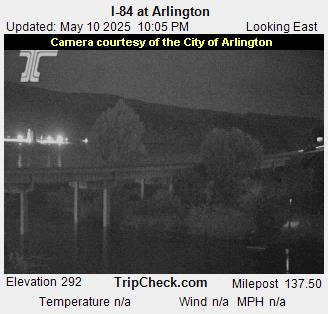 I-84 at Arlington
Updated: May 10 2025 10:05 PM Looking East
Camera courtesy of the City of Arlington
Elevation 292 TripCheck.com Milepost 137.50
Temperature n/a Wind n/a MPH n/a